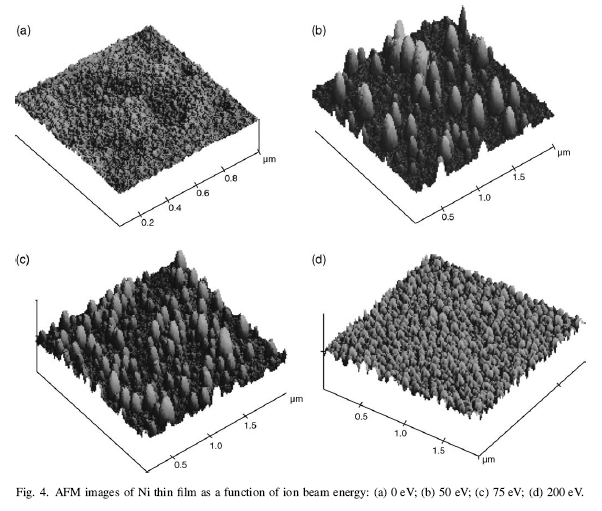 (a)
(b)
μm
0.8
0.6
0.4
0.2
μm
1.5
1.0
0.5
(c)
(d)
μm
1.5
1.0
0.5
0.5
1.0
1.5
μm
Fig. 4. AFM images of Ni thin film as a function of ion beam energy: (a) 0 eV; (b) 50 eV; (c) 75 eV; (d) 200 eV.